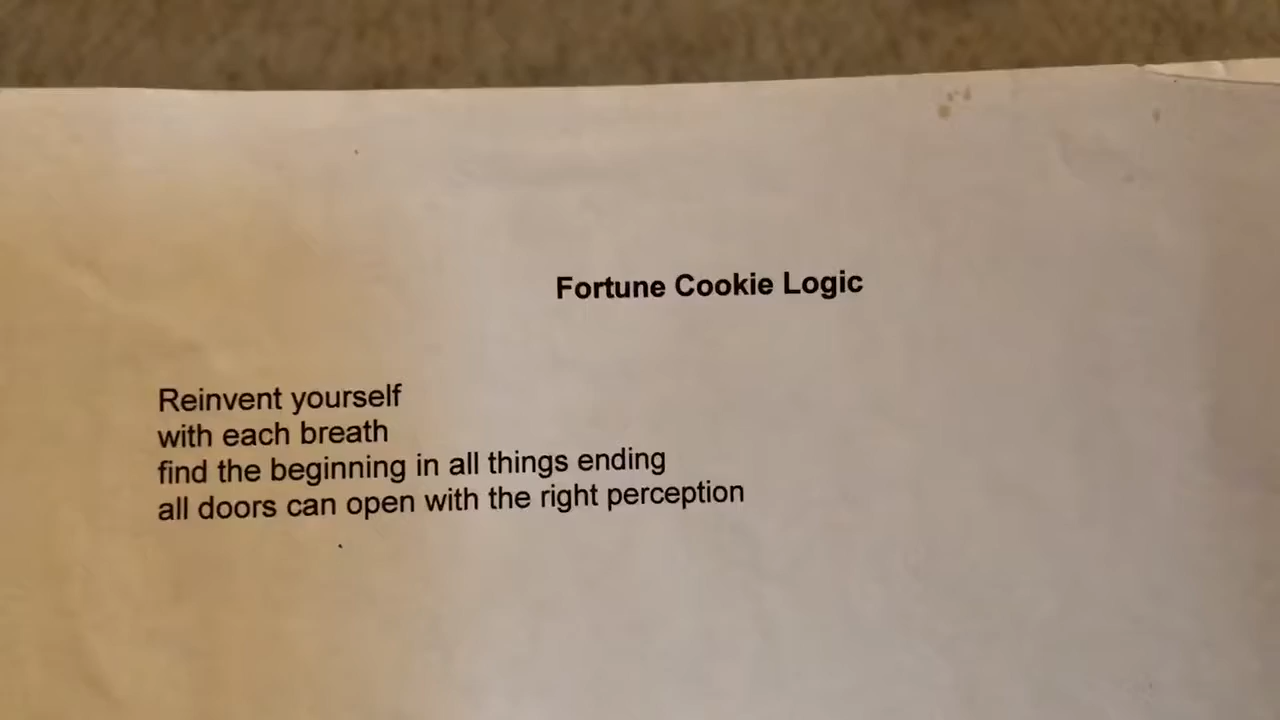 Fortune Cookie Logic
Reinvent yourself
with each breath
find the beginning in all things ending
all doors can open with the right perception